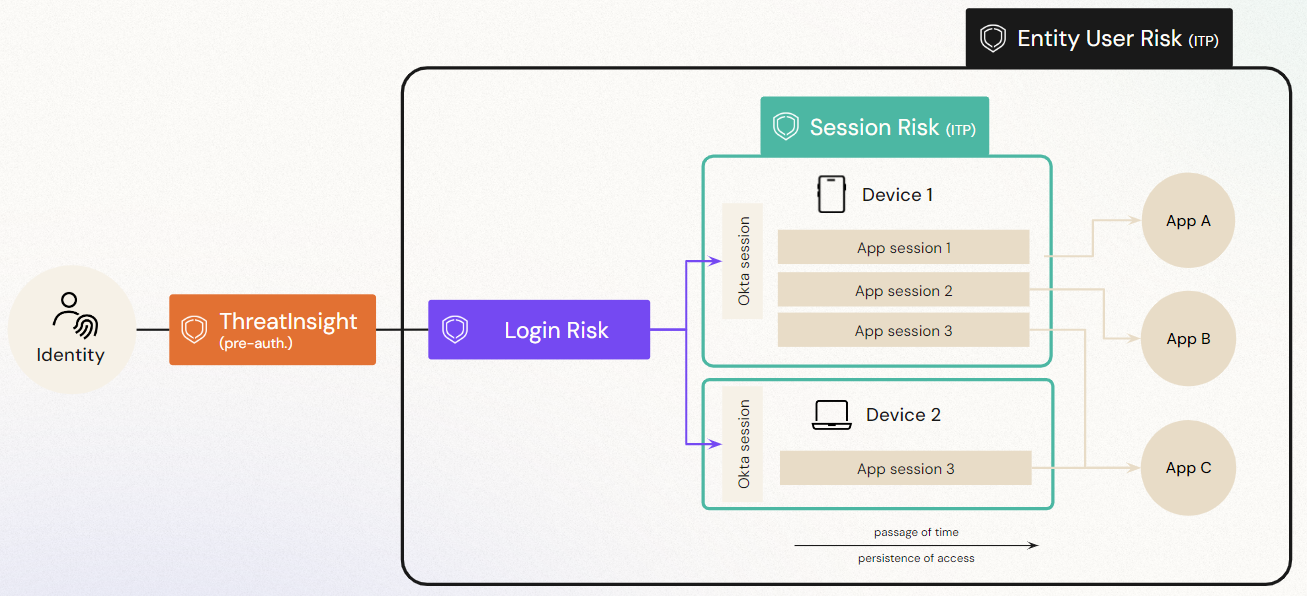 Entity User Risk (ITP)
Session Risk (ITP)
Device 1
Okta session
App session 1
App session 2
App session 3
App A
App B
Identity
ThreatInsight
(pre-auth.)
Login Risk
Device 2
Okta session
App session 3
App C
passage of time
persistence of access